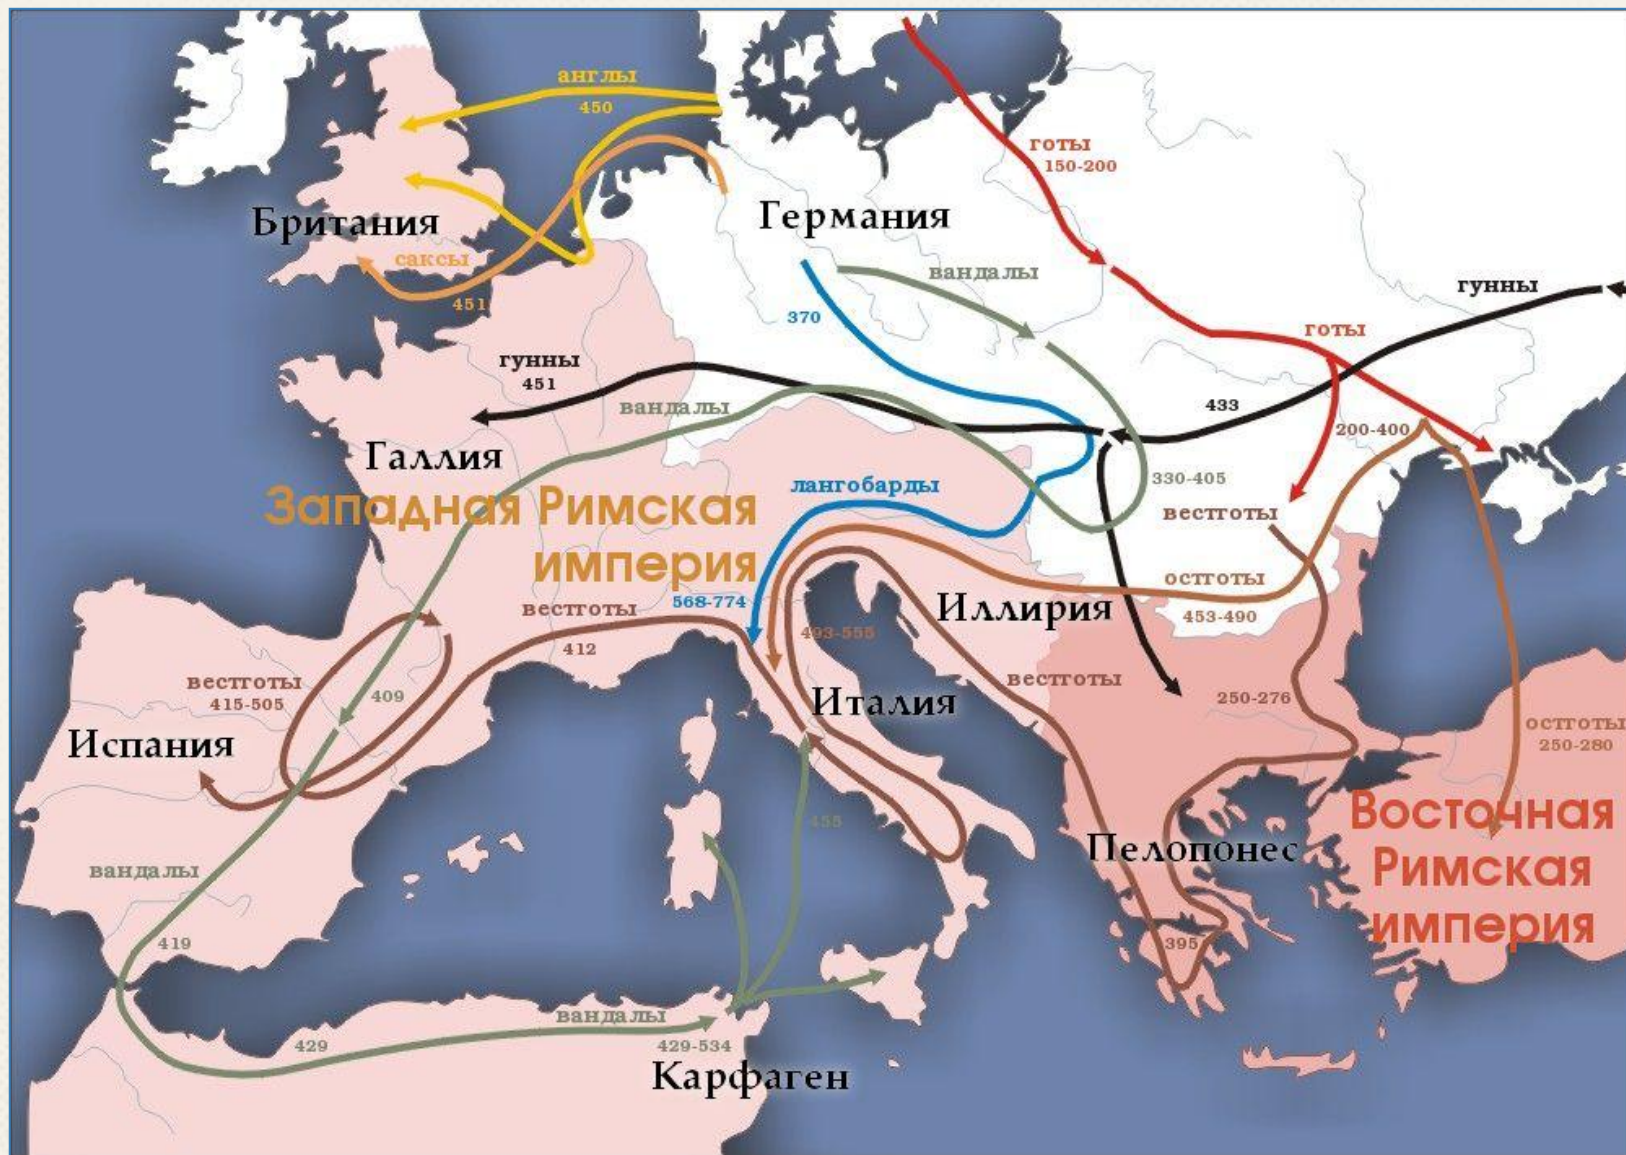 англы
450
готы
150-200
Британия
Германия
саксы
451
вандалы
гунны
370
готы
гунны
451
вандалы
433
200-400
Галлия
330-405
лангобарды
Западная Римская
империя
вестготы
остготы
453-490
568-774
вестготы
412
Иллирия
493-555
вестготы
415-505
409
вестготы
250-276
Италия
остготы
250-280
Испания
455
Восточная
Римская
империя
Пелопонес
вандалы
419
395
вандалы
429
429-534
Карфаген